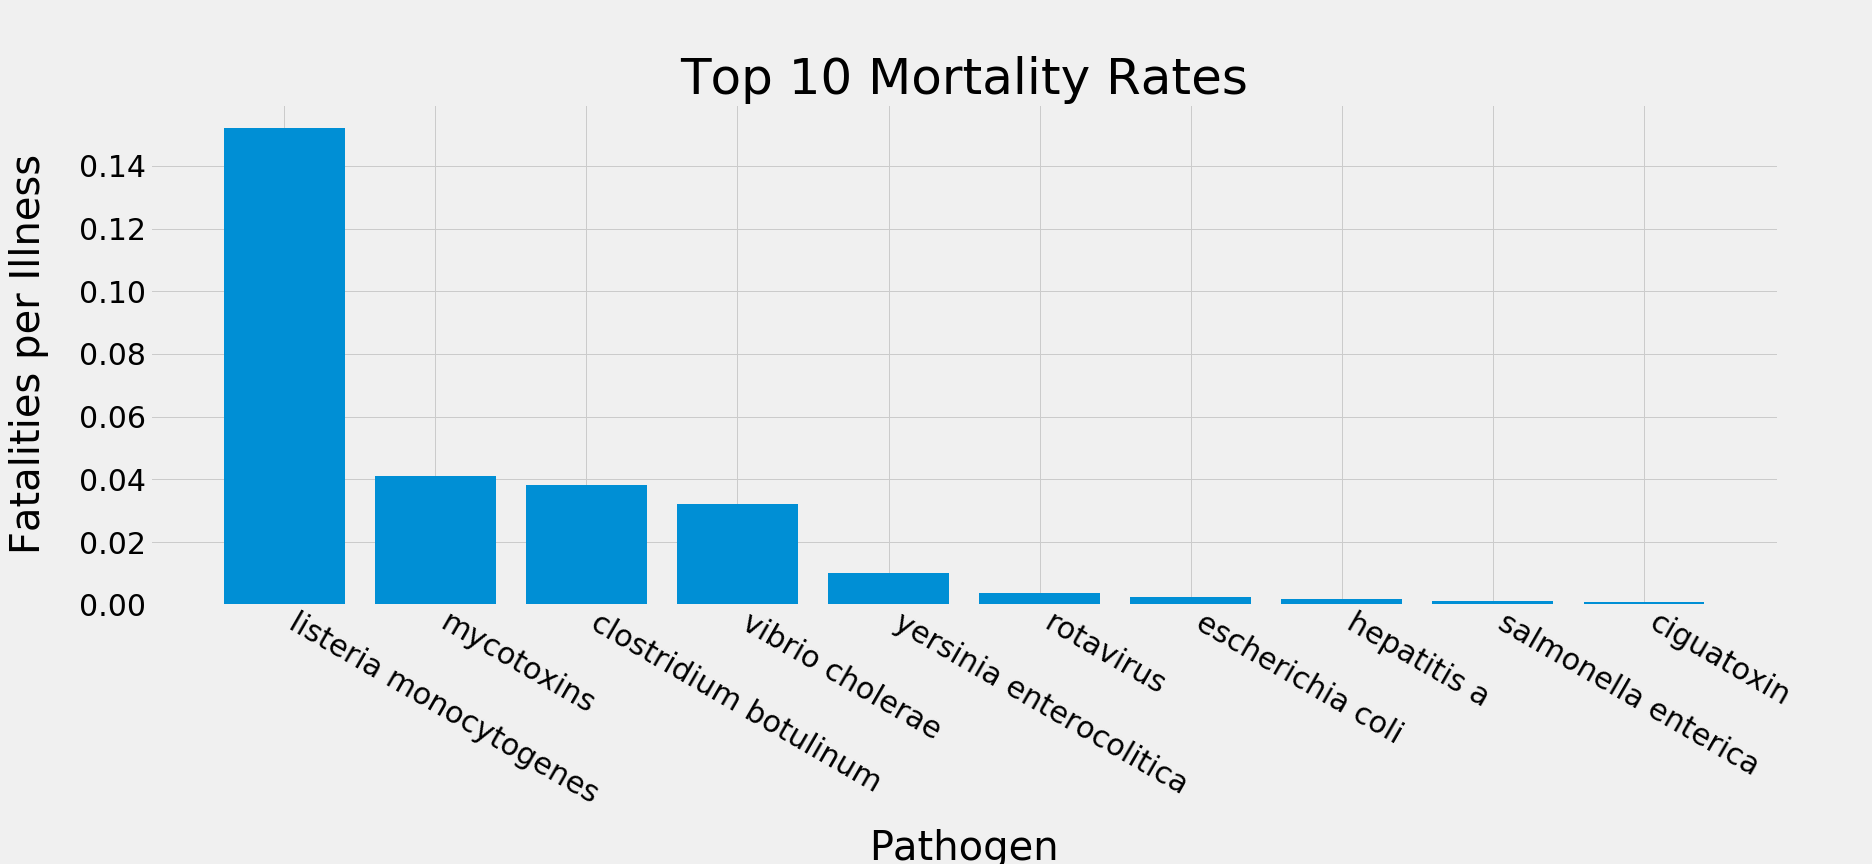 Top 10 Mortality Rates
Fatalities per Illness
0.14
0.12
0.10
0.08
0.06
0.04
0.02
0.00
listeria monocytogenes
mycotoxins
clostridium botulinum
vibrio cholerae
yersinia enterocolitica
rotavirus
escherichia coli
hepatitis a
salmonella enterica
ciguatoxin
Pathogen